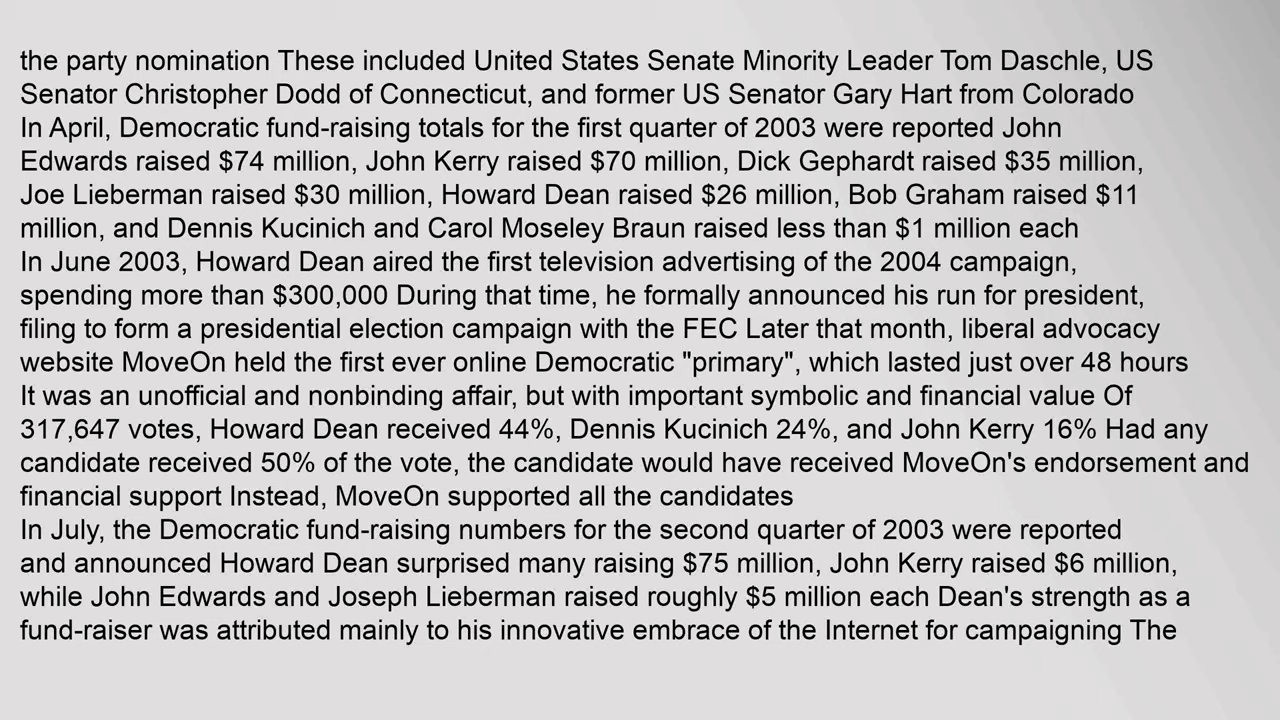 the party nomination These included United States Senate Minority Leader Tom Daschle, US
Senator Christopher Dodd of Connecticut, and former US Senator Gary Hart from Colorado
In April, Democratic fund-raising totals for the first quarter of 2003 were reported John
Edwards raised $74 million, John Kerry raised $70 million, Dick Gephardt raised $35 million,
Joe Lieberman raised $30 million, Howard Dean raised $26 million, Bob Graham raised $11
million, and Dennis Kucinich and Carol Moseley Braun raised less than $1 million each
In June 2003, Howard Dean aired the first television advertising of the 2004 campaign,
spending more than $300,000 During that time, he formally announced his run for president,
filing to form a presidential election campaign with the FEC Later that month, liberal advocacy
website MoveOn held the first ever online Democratic "primary", which lasted just over 48 hours
It was an unofficial and nonbinding affair, but with important symbolic and financial value Of
317,647 votes, Howard Dean received 44%, Dennis Kucinich 24%, and John Kerry 16% Had any
candidate received 50% of the vote, the candidate would have received MoveOn's endorsement and
financial support Instead, MoveOn supported all the candidates
In July, the Democratic fund-raising numbers for the second quarter of 2003 were reported
and announced Howard Dean surprised many raising $75 million, John Kerry raised $6 million,
while John Edwards and Joseph Lieberman raised roughly $5 million each Dean's strength as a
fund-raiser was attributed mainly to his innovative embrace of the Internet for campaigning The